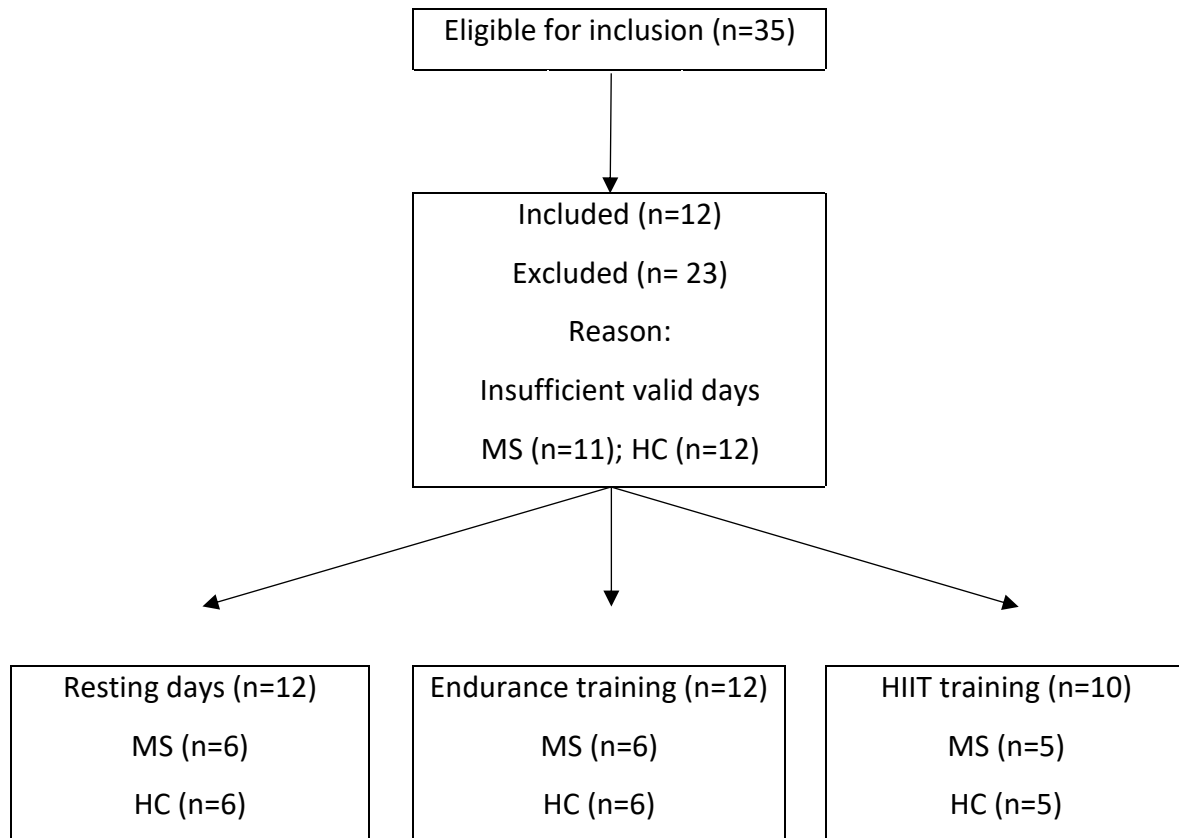 Eligible for inclusion (n=35)
Included (n=12)
Excluded (n= 23)
Reason:
Insufficient valid days
MS (n=11); HC (n=12)
Resting days (n=12)
MS (n=6)
HC (n=6)
Endurance training (n=12)
MS (n=6)
HC (n=6)
HIIT training (n=10)
MS (n=5)
HC (n=5)